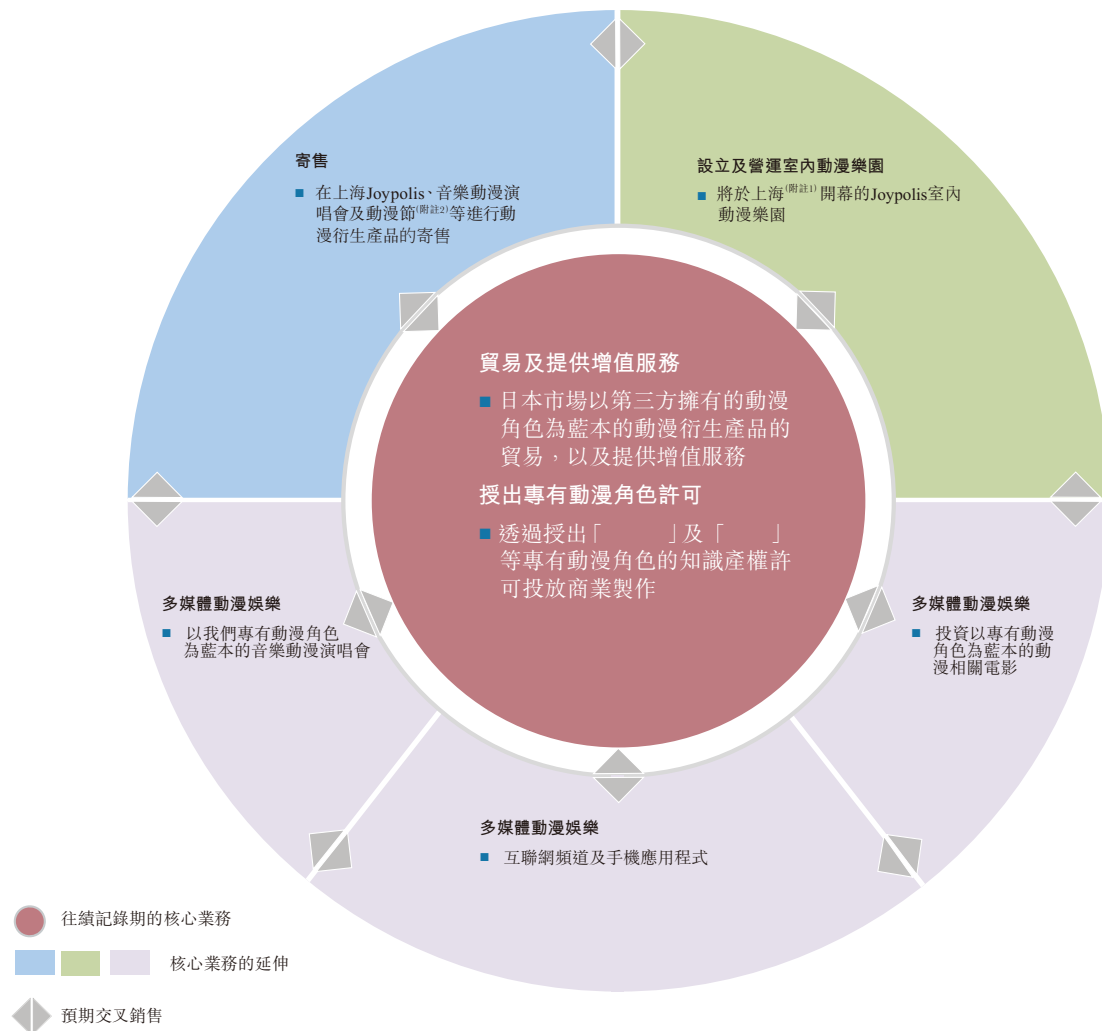 寄售
■ 在上海Joypolis、音樂動漫演
唱會及動漫節(附註2)等進行動
漫衍生產品的寄售
設立及營運室內動漫樂園
■ 將於上海(附註1)開幕的Joypolis室內
動漫樂園
貿易及提供增值服務
■ 日本市場以第三方擁有的動漫
角色為藍本的動漫衍生產品的
貿易，以及提供增值服務
授出專有動漫角色許可
■ 透過授出「　　　」及「　　」
等專有動漫角色的知識產權許
可投放商業製作
多媒體動漫娛樂
■ 以我們專有動漫角色
為藍本的音樂動漫演唱會
多媒體動漫娛樂
■ 投資以專有動漫
角色為藍本的動
漫相關電影
多媒體動漫娛樂
■ 互聯網頻道及手機應用程式
往績記錄期的核心業務
核心業務的延伸
預期交叉銷售